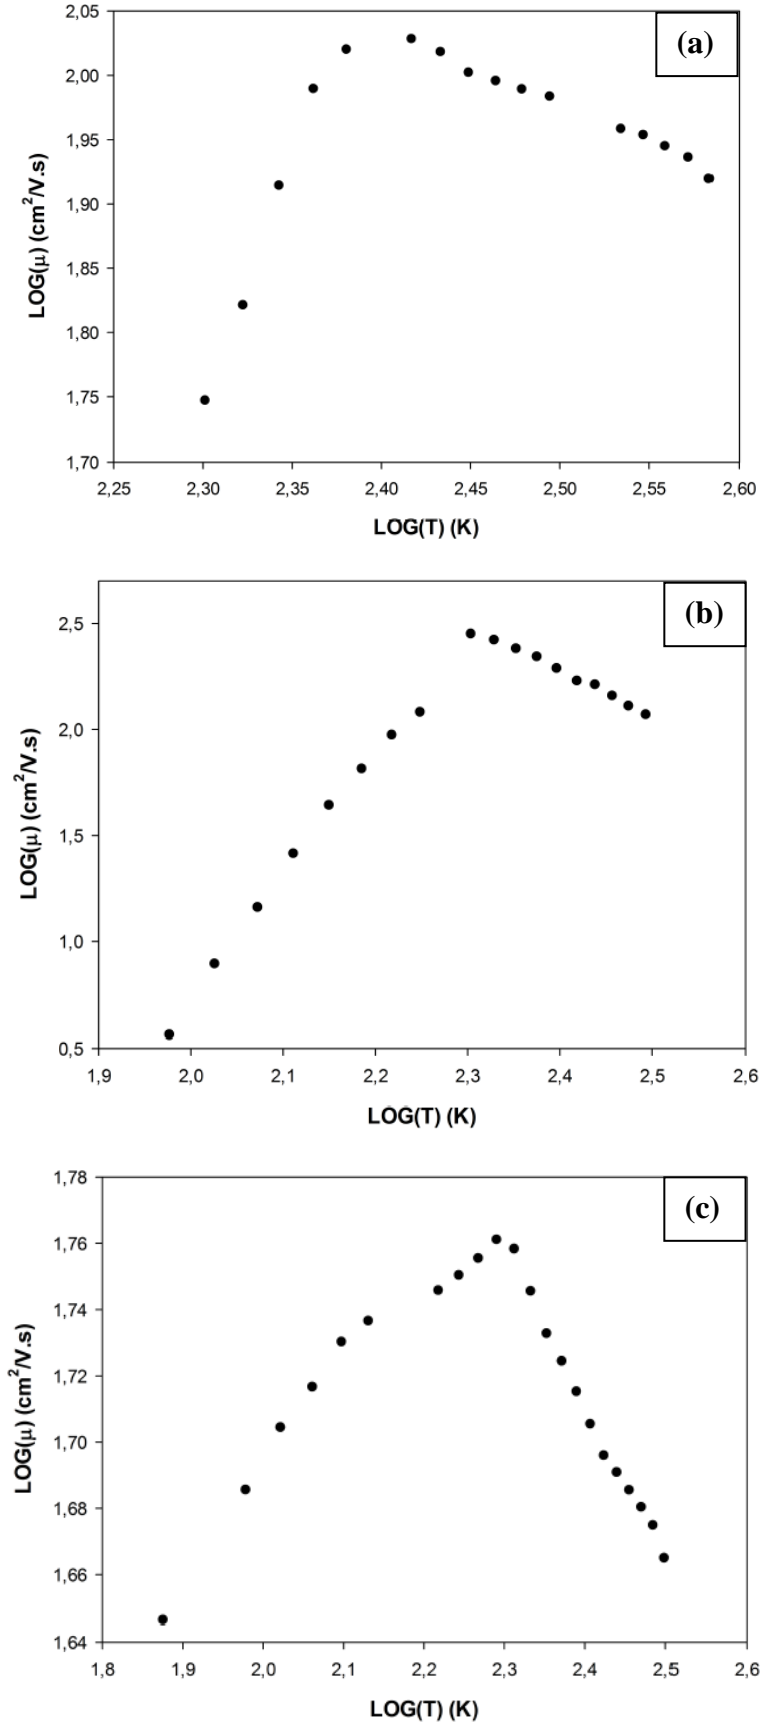 (a)
2,05
2,00
1,95
1,90
1,85
1,80
1,75
1,70
LOG(μ) (cm²/V.s)
2,25 2,30 2,35 2,40 2,45 2,50 2,55 2,60
LOG(T) (K)
(b)
2,5
2,0
1,5
1,0
0,5
LOG(μ) (cm²/V.s)
1,9 2,0 2,1 2,2 2,3 2,4 2,5 2,6
LOG(T) (K)
(c)
1,78
1,76
1,74
1,72
1,70
1,68
1,66
1,64
LOG(μ) (cm²/V.s)
1,8 1,9 2,0 2,1 2,2 2,3 2,4 2,5 2,6
LOG(T) (K)